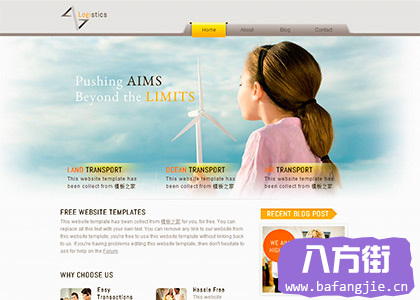 Logistics
Home About Blog Contact
Pushing AIMS
Beyond the LIMITS
LAND TRANSPORT
This website template has
been collect from 模板之家
OCEAN TRANSPORT
This website template has
been collect from 模板之家
TRANSPORT
This website template has
been collect from 模板之家
FREE WEBSITE TEMPLATES
This website template has been collect from 模板之家 for you, for free. You can
replace all this text with your own text. You can remove any link to our website from
this website template, you're free to use this website template without linking back
to us. If you're having problems editing this website template, then don't hesitate to
ask for help on the Forum.
RECENT BLOG POST
WE ARE
WHY CHOOSE US
Easy
Transactions
This website
Hassle Free
This website
八方街
www.bafangjie.cn